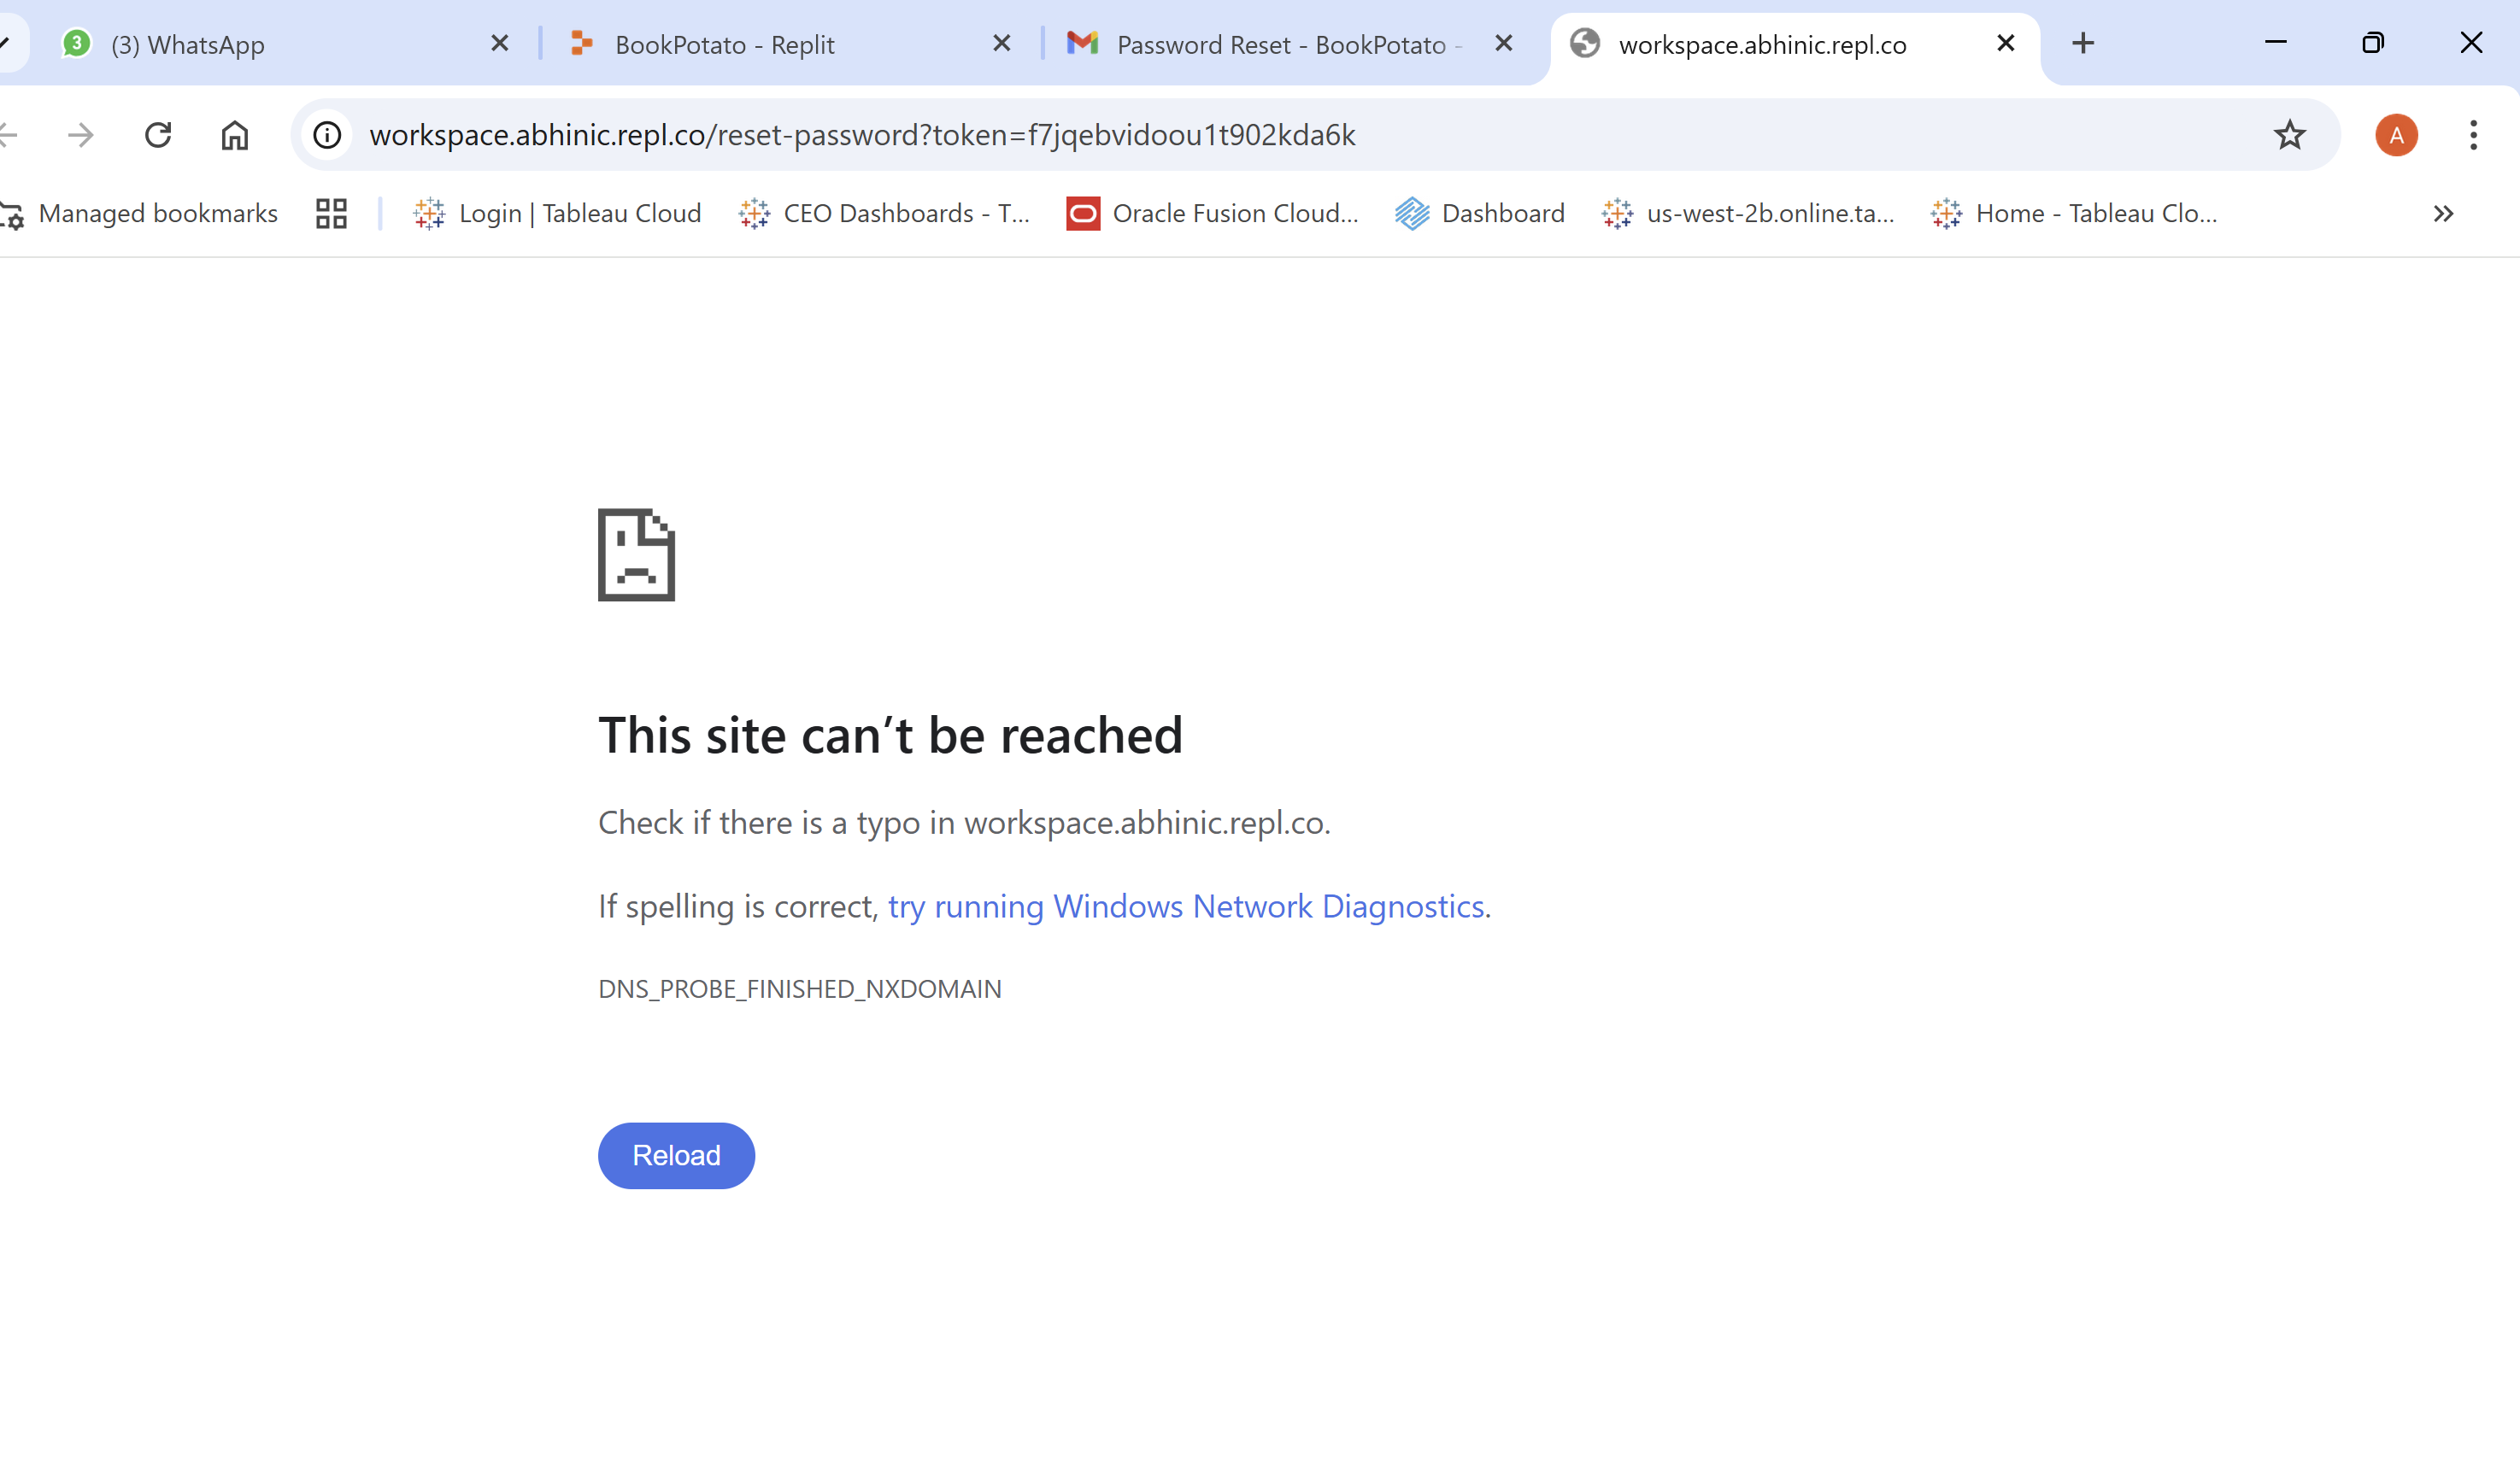 3 (3) WhatsApp
BookPotato - Replit
Password Reset - BookPotato -
workspace.abhinic.repl.co
workspace.abhinic.repl.co/reset-password?token=f7jqebvidoou1t902kda6k
A
Managed bookmarks
Login | Tableau Cloud
CEO Dashboards - T...
Oracle Fusion Cloud...
Dashboard
us-west-2b.online.ta...
Home - Tableau Clo...
This site can’t be reached
Check if there is a typo in workspace.abhinic.repl.co.
If spelling is correct, try running Windows Network Diagnostics.
DNS_PROBE_FINISHED_NXDOMAIN
Reload